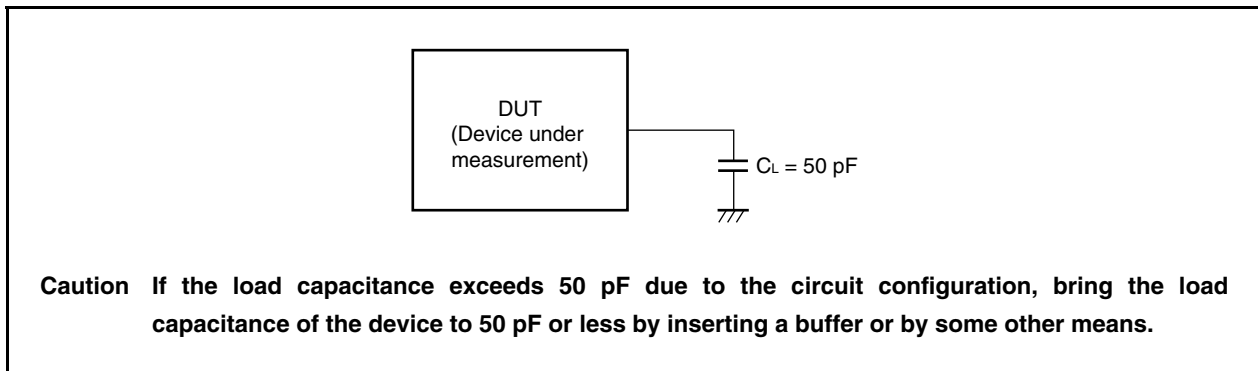 DUT
(Device under
measurement)
CL = 50 pF
Caution If the load capacitance exceeds 50 pF due to the circuit configuration, bring the load
capacitance of the device to 50 pF or less by inserting a buffer or by some other means.